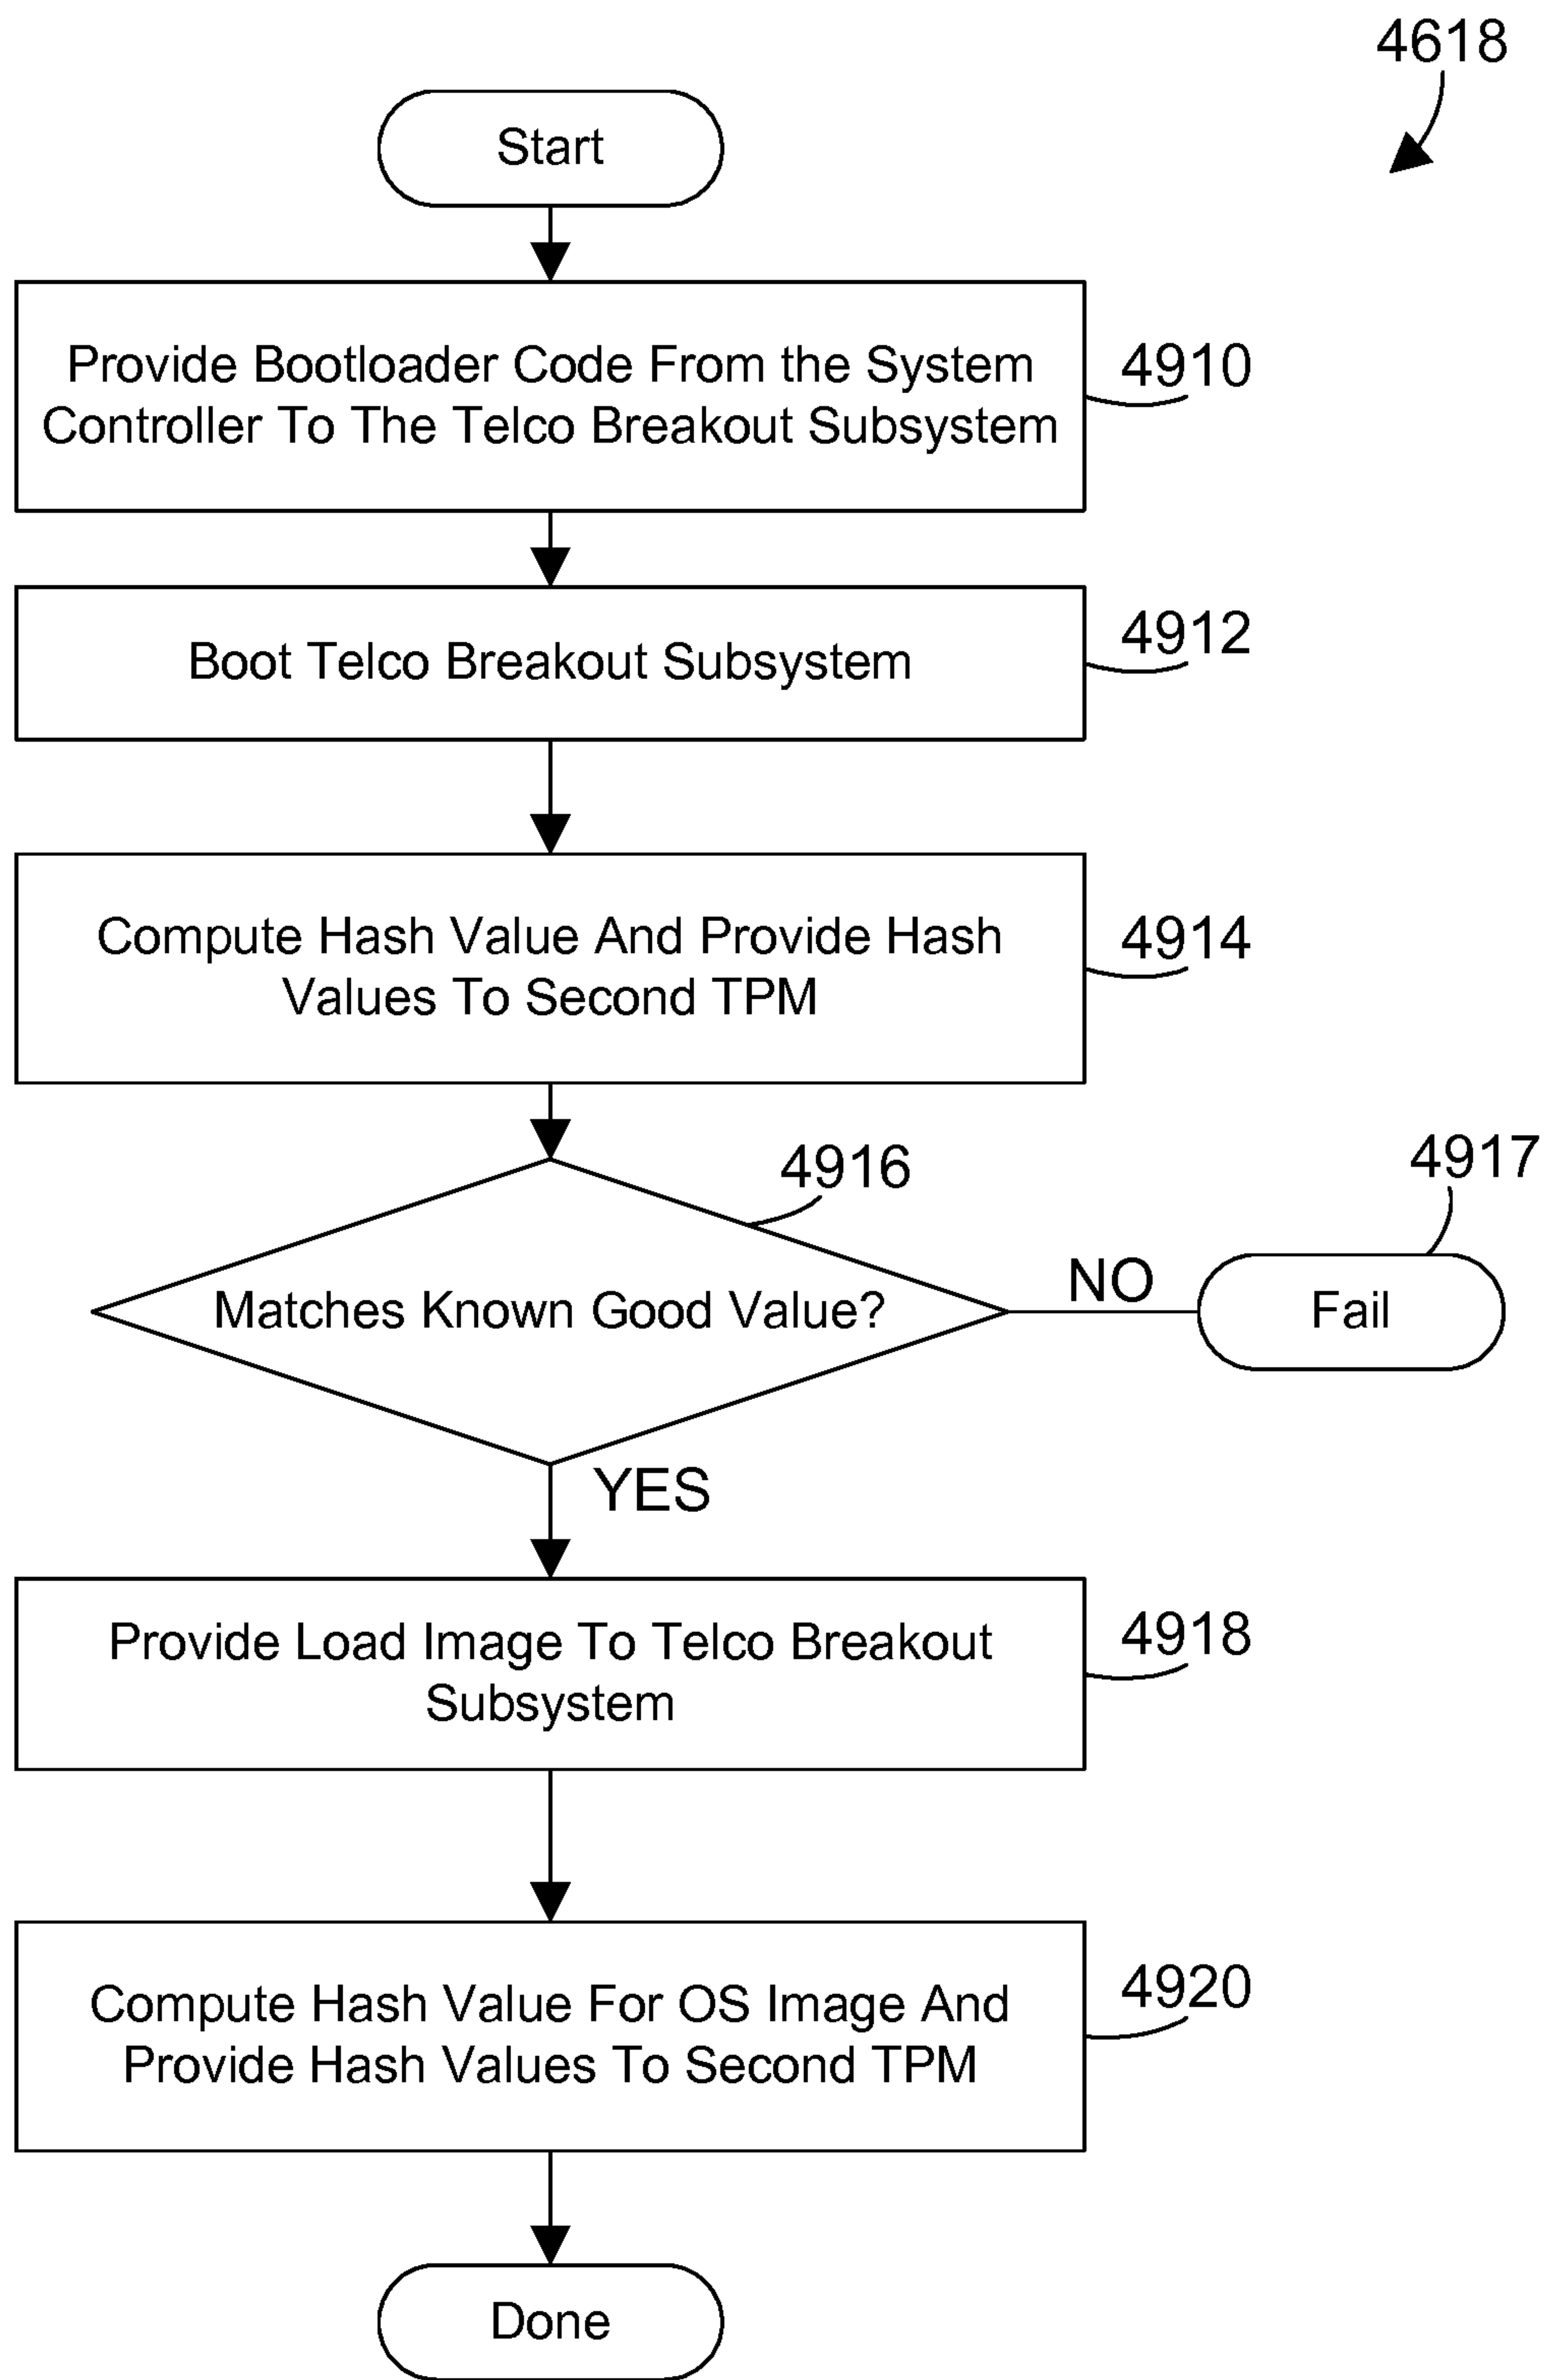 4618
Start
Provide Bootloader Code From the System
Controller To The Telco Breakout Subsystem
4910
Boot Telco Breakout Subsystem
4912
Compute Hash Value And Provide Hash
Values To Second TPM
4914
4916
4917
Matches Known Good Value?
NO
Fail
YES
Provide Load Image To Telco Breakout
Subsystem
4918
Compute Hash Value For OS Image And
Provide Hash Values To Second TPM
4920
Done